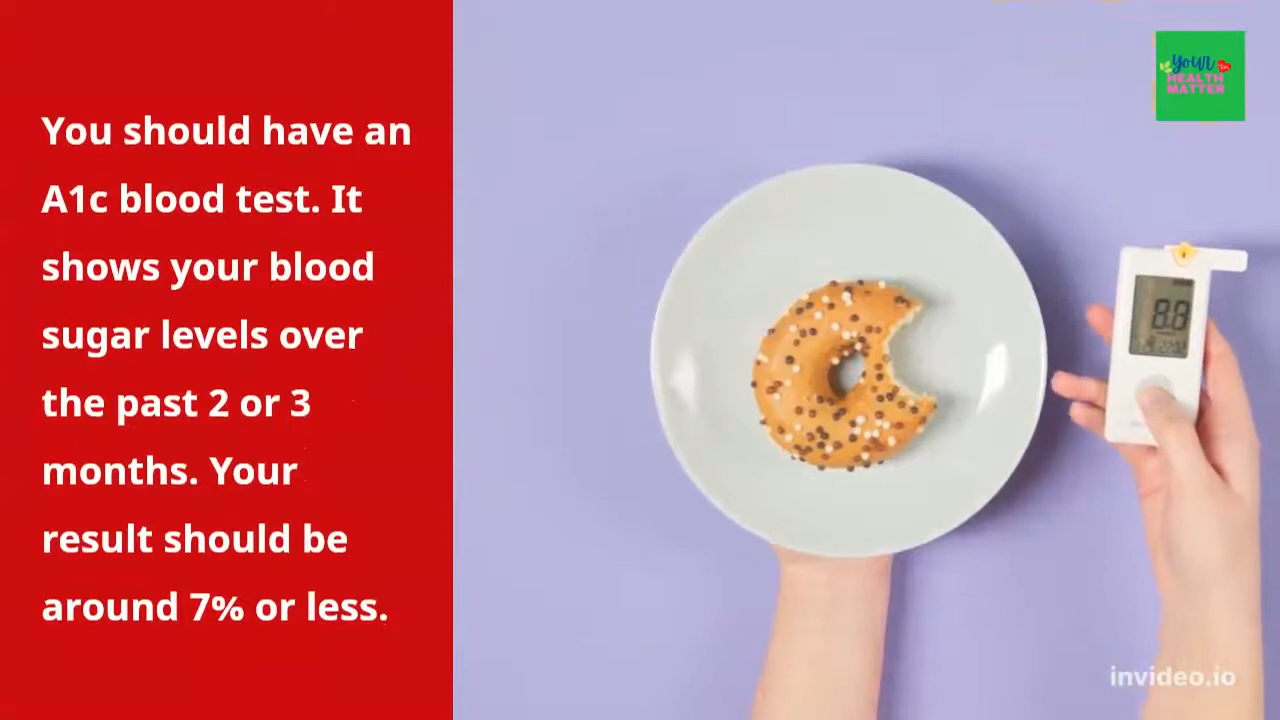 You should have an
A1c blood test. It
shows your blood
sugar levels over
the past 2 or 3
months. Your
result should be
around 7% or less.
Your
HEALTH
MATTER
8.8
invideo.io